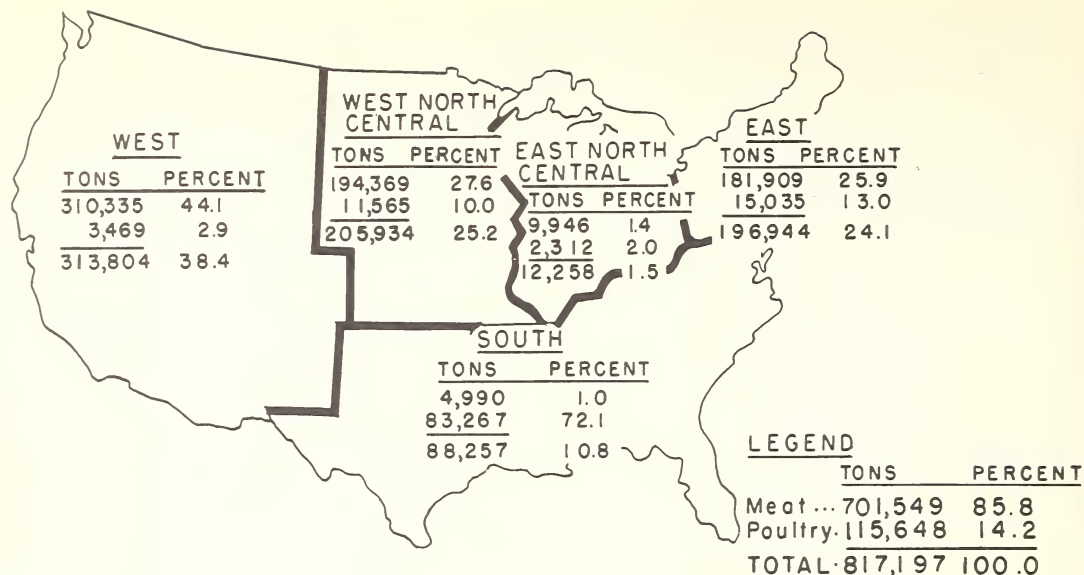 WEST
TONS PERCENT
310,335 44.1
3,469 2.9
313,804 38.4
WEST NORTH
CENTRAL
TONS PERCENT
194,369 27.6
11,565 10.0
205,934 25.2
EAST NORTH
CENTRAL
TONS PERCENT
9,946 1.4
2,312 2.0
12,258 1.5
EAST
TONS PERCENT
181,909 25.9
15,035 13.0
196,944 24.1
SOUTH
TONS PERCENT
4,990 1.0
83,267 72.1
88,257 10.8
LEGEND
TONS PERCENT
Meat... 701,549 85.8
Poultry. 115,648 14.2
TOTAL. 817,197 100.0